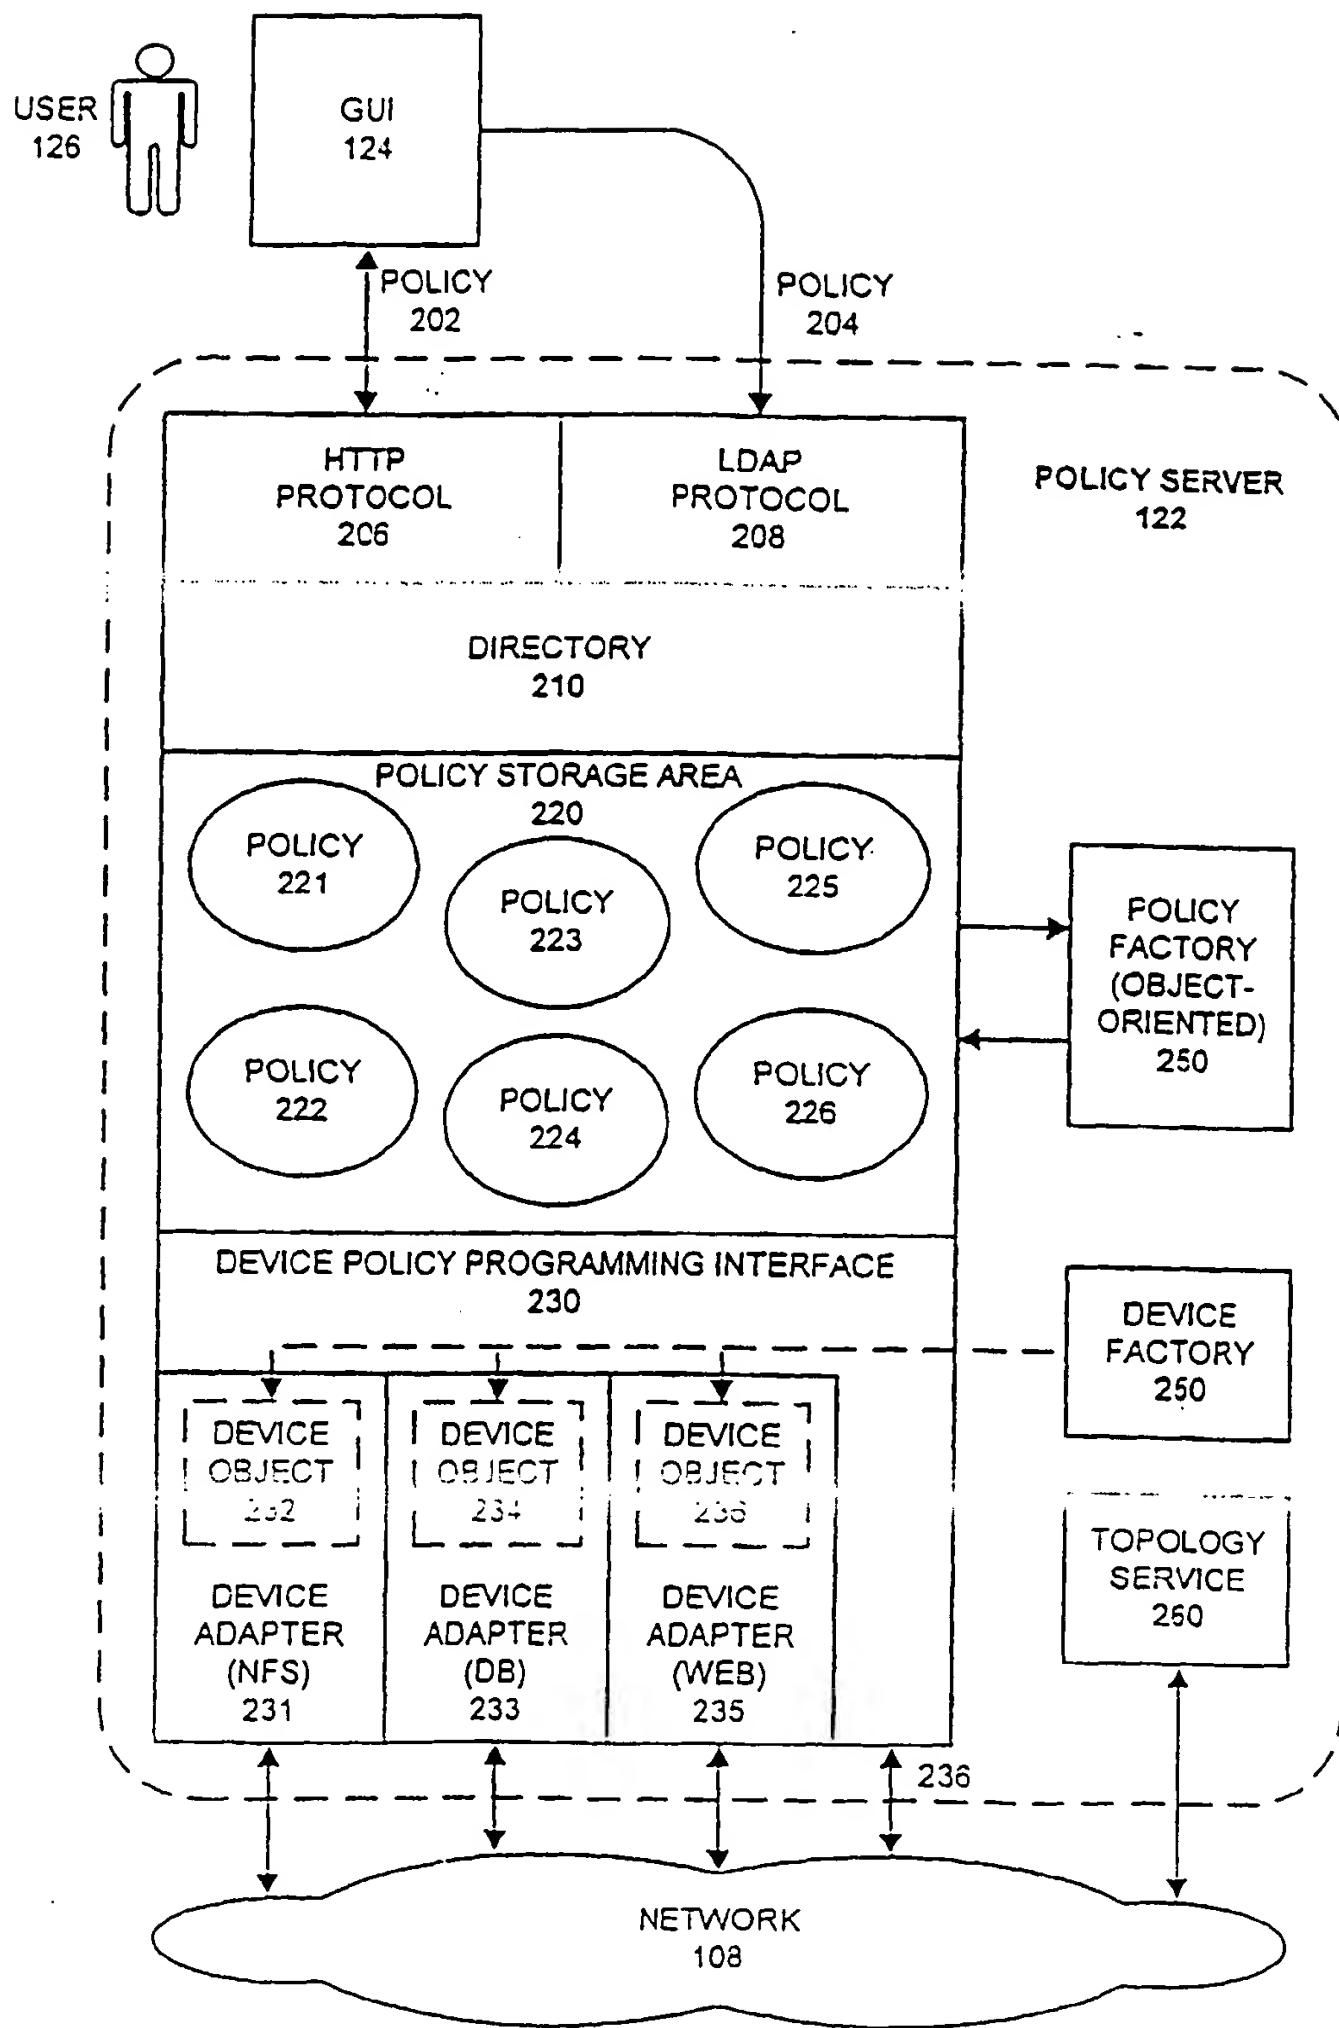 USER
126
GUI
124
POLICY
202
POLICY
204
HTTP
PROTOCOL
206
LDAP
PROTOCOL
208
POLICY SERVER
122
DIRECTORY
210
POLICY STORAGE AREA
220
POLICY
221
POLICY
223
POLICY
225
POLICY
222
POLICY
224
POLICY
226
POLICY
FACTORY
(OBJECT-
ORIENTED)
250
DEVICE POLICY PROGRAMMING INTERFACE
230
DEVICE
FACTORY
250
DEVICE
OBJECT
232
DEVICE
OBJECT
234
DEVICE
OBJECT
236
TOPOLOGY
SERVICE
260
DEVICE
ADAPTER
(NFS)
231
DEVICE
ADAPTER
(DB)
233
DEVICE
ADAPTER
(WEB)
235
236
NETWORK
108